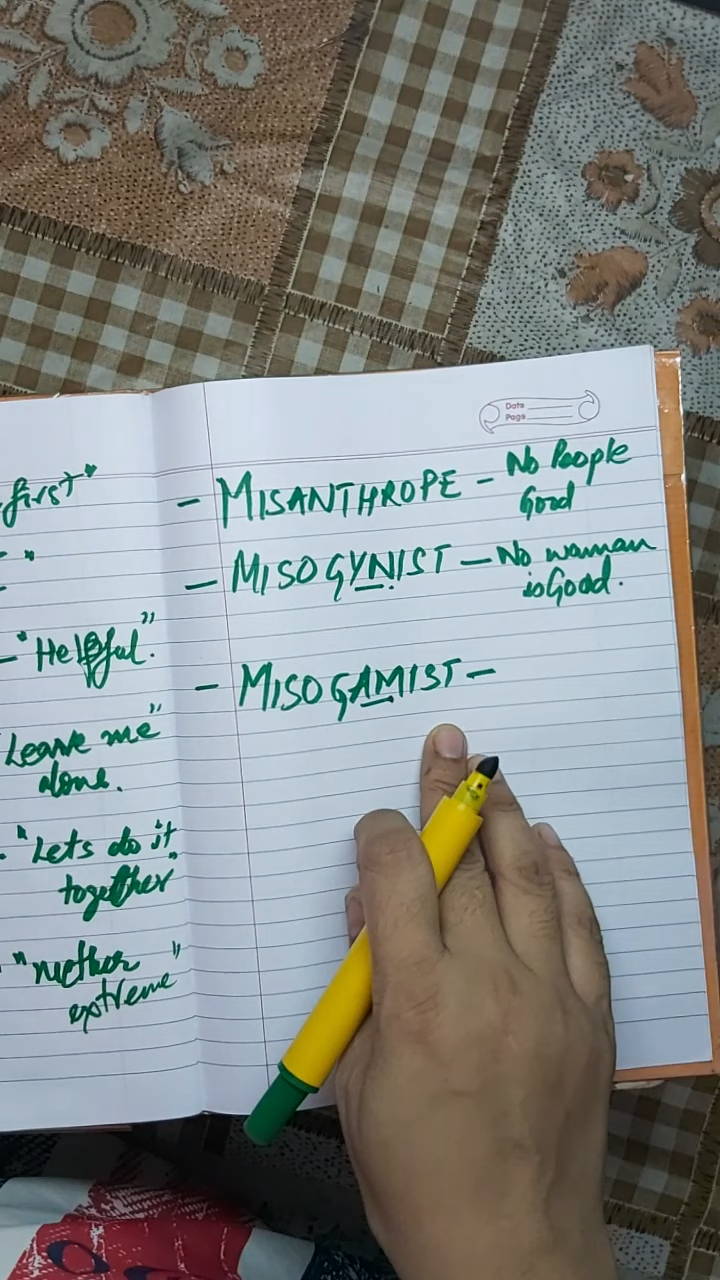 Date
Page
first"
"
- "Helpful."
"Leave me"
alone.
"Lets do it
together"
"niether
extreme"
- MISANTHROPE - No People
Good
- MISOGYNIST - No woman
is Good.
- MISOGAMIST -